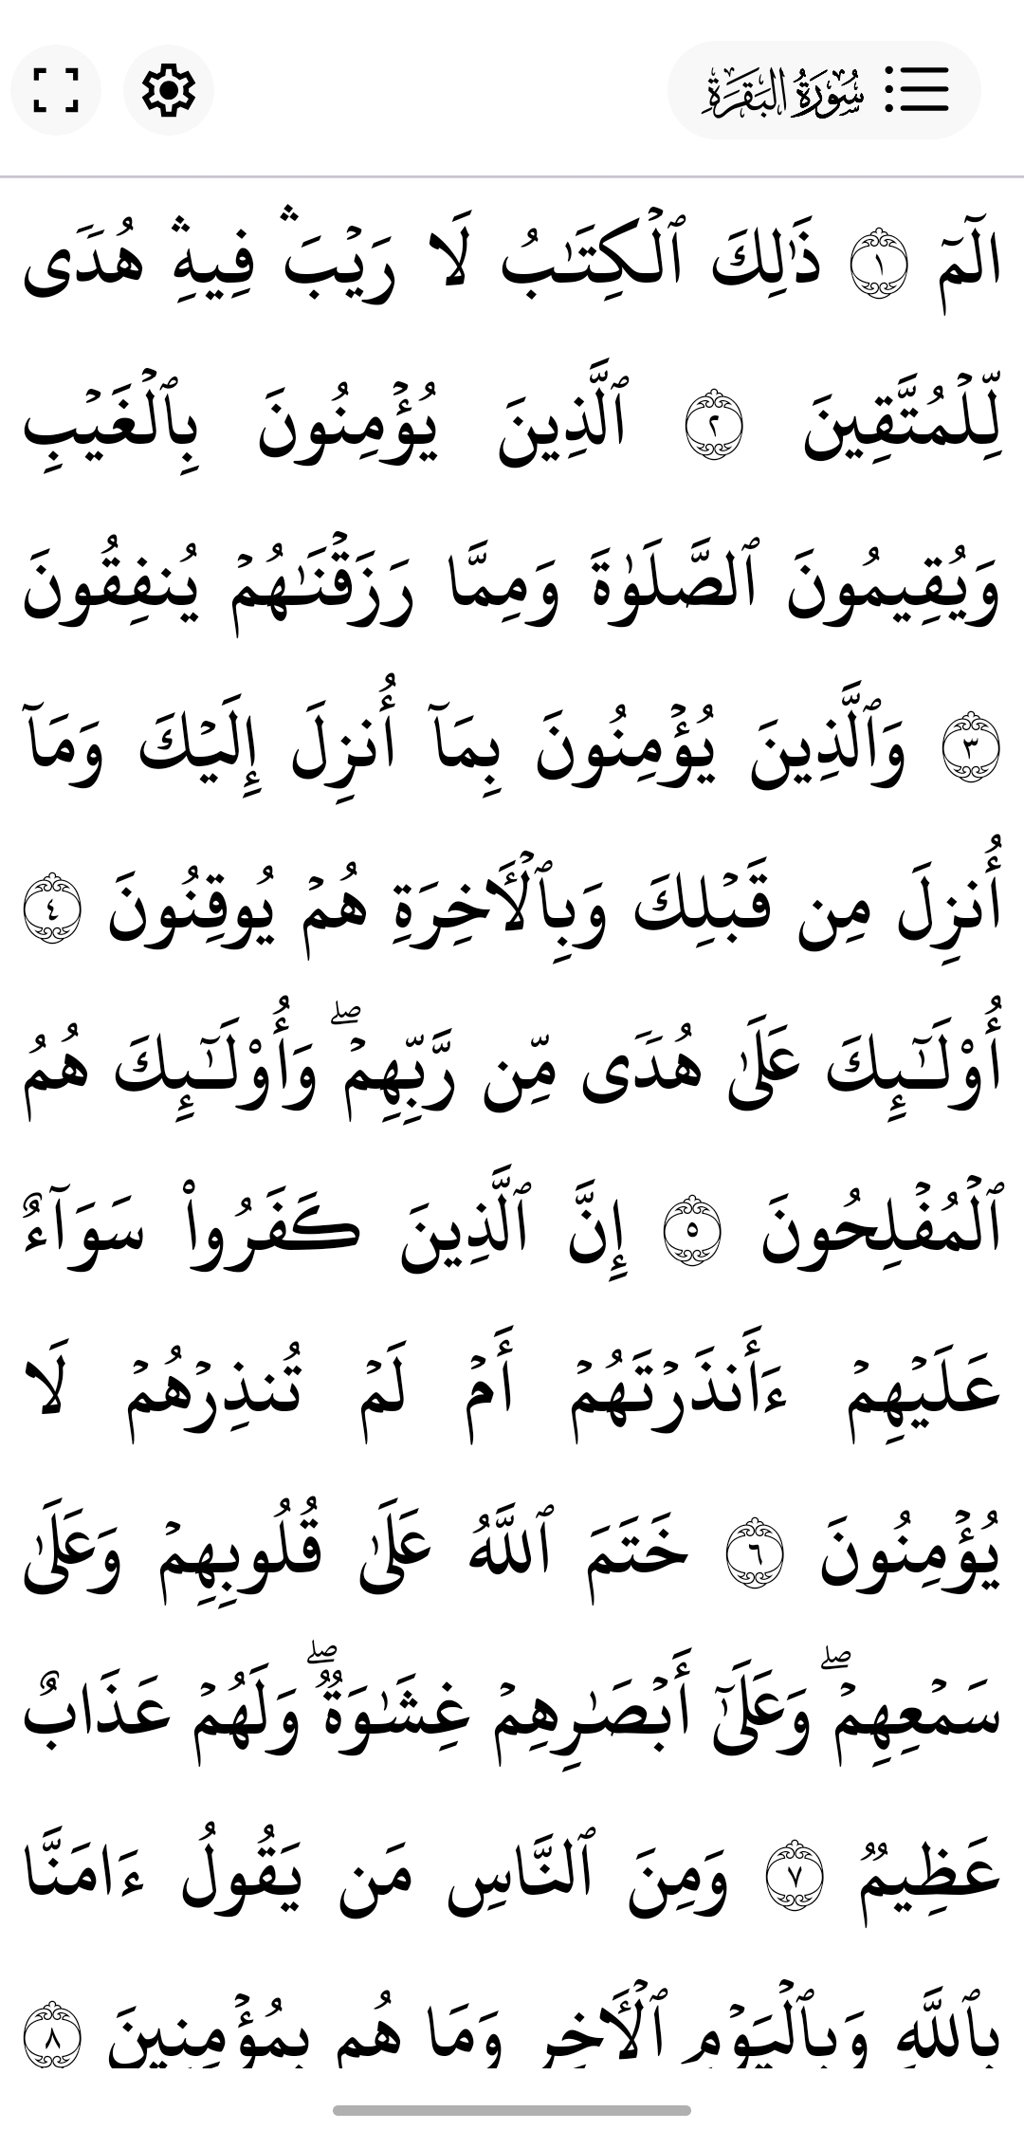 سُورَةُ البَقَرَةِ
الٓمٓ ١ ذَٰلِكَ ٱلۡكِتَٰبُ لَا رَيۡبَۛ فِيهِۛ هُدٗى
لِّلۡمُتَّقِينَ ٢ ٱلَّذِينَ يُؤۡمِنُونَ بِٱلۡغَيۡبِ
وَيُقِيمُونَ ٱلصَّلَوٰةَ وَمِمَّا رَزَقۡنَٰهُمۡ يُنفِقُونَ
٣ وَٱلَّذِينَ يُؤۡمِنُونَ بِمَآ أُنزِلَ إِلَيۡكَ وَمَآ
أُنزِلَ مِن قَبۡلِكَ وَبِٱلۡأٓخِرَةِ هُمۡ يُوقِنُونَ ٤
أُوْلَٰٓئِكَ عَلَىٰ هُدٗى مِّن رَّبِّهِمۡۖ وَأُوْلَٰٓئِكَ هُمُ
ٱلۡمُفۡلِحُونَ ٥ إِنَّ ٱلَّذِينَ كَفَرُواْ سَوَآءٌ
عَلَيۡهِمۡ ءَأَنذَرۡتَهُمۡ أَمۡ لَمۡ تُنذِرۡهُمۡ لَا
يُؤۡمِنُونَ ٦ خَتَمَ ٱللَّهُ عَلَىٰ قُلُوبِهِمۡ وَعَلَىٰ
سَمۡعِهِمۡۖ وَعَلَىٰٓ أَبۡصَٰرِهِمۡ غِشَٰوَةٞۖ وَلَهُمۡ عَذَابٌ
عَظِيمٞ ٧ وَمِنَ ٱلنَّاسِ مَن يَقُولُ ءَامَنَّا
بِٱللَّهِ وَبِٱلۡيَوۡمِ ٱلۡأٓخِرِ وَمَا هُم بِمُؤۡمِنِينَ ٨